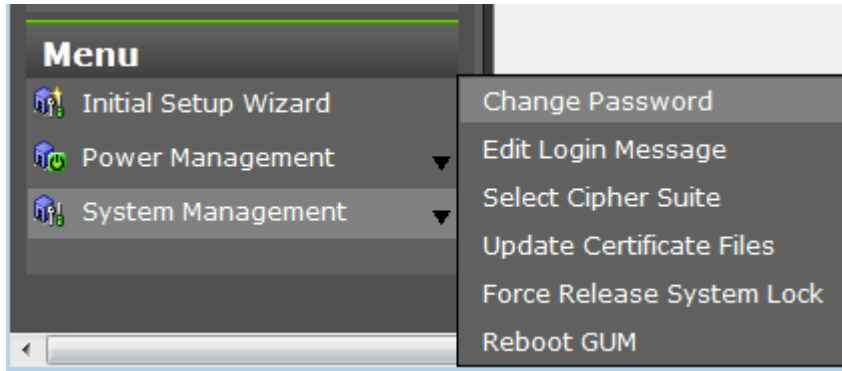 Menu
Initial Setup Wizard
Power Management
System Management
Change Password
Edit Login Message
Select Cipher Suite
Update Certificate Files
Force Release System Lock
Reboot GUM